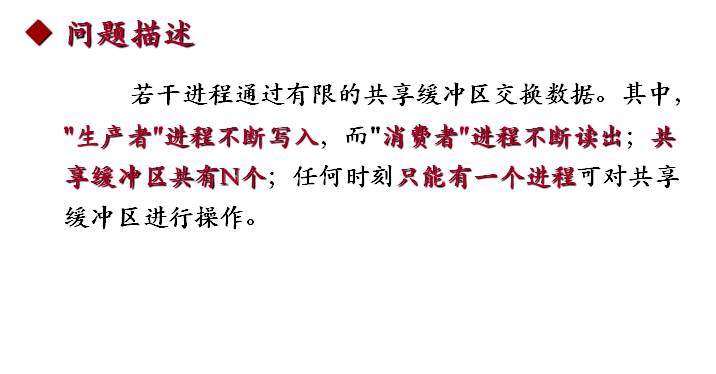 问题描述
若干进程通过有限的共享缓冲区交换数据。其中，
"生产者"进程不断写入，而"消费者"进程不断读出；共
享缓冲区共有N个；任何时刻只能有一个进程可对共享
缓冲区进行操作。